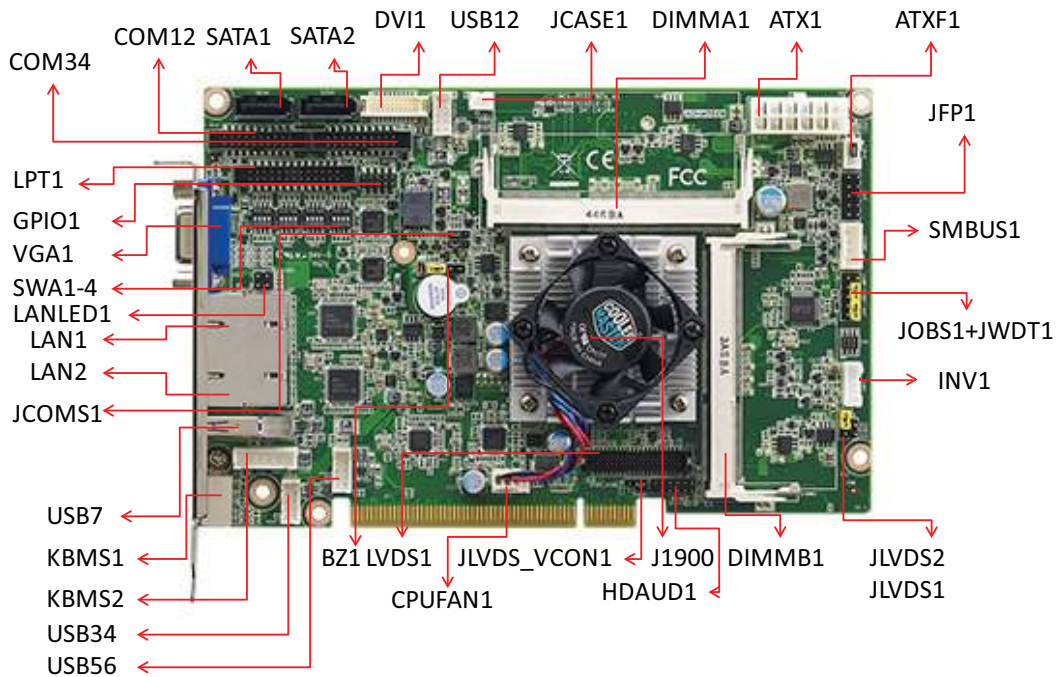 DVI1
USB12
JCASE1
DIMMA1
ATX1
ATXF1
COM12
SATA1
SATA2
COM34
JFP1
LPT1
GPIO1
VGA1
SWA1-4
LANLED1
LAN1
LAN2
JCOMS1
USB7
KBMS1
KBMS2
USB34
USB56
SMBUS1
JOBS1+JWDT1
INV1
CE
FCC
COOLER
MASTER
BZ1
LVDS1
JLVDS_VCON1
J1900
DIMMB1
JLVDS2
JLVDS1
CPUFAN1
HDAUD1